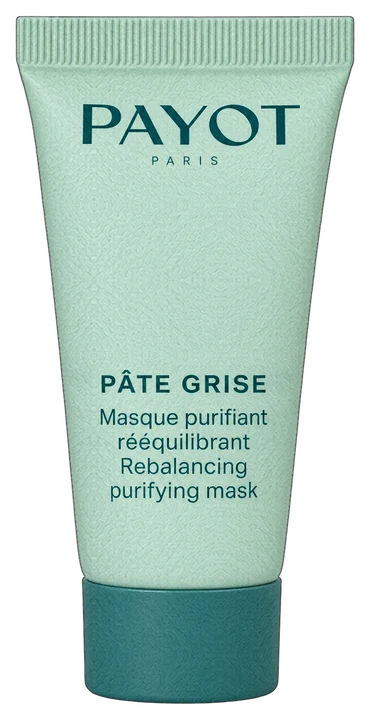 PAYOT
PARIS
PÂTE GRISE
Masque purifiant
rééquilibrant
Rebalancing
purifying mask